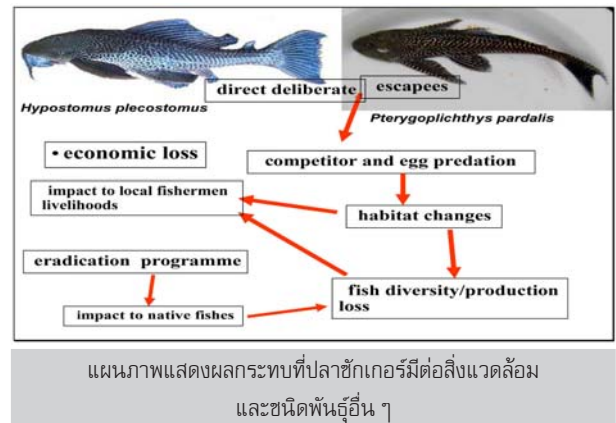 direct deliberate
escapees
Hypostomus plecostomus
Pterygoplichthys pardalis
• economic loss
competitor and egg predation
impact to local fishermen
livelihoods
habitat changes
eradication programme
fish diversity/production
loss
impact to native fishes
แผนภาพแสดงผลกระทบที่ปลาซักเกอร์มีต่อสิ่งแวดล้อม
และชนิดพันธุ์อื่น ๆ